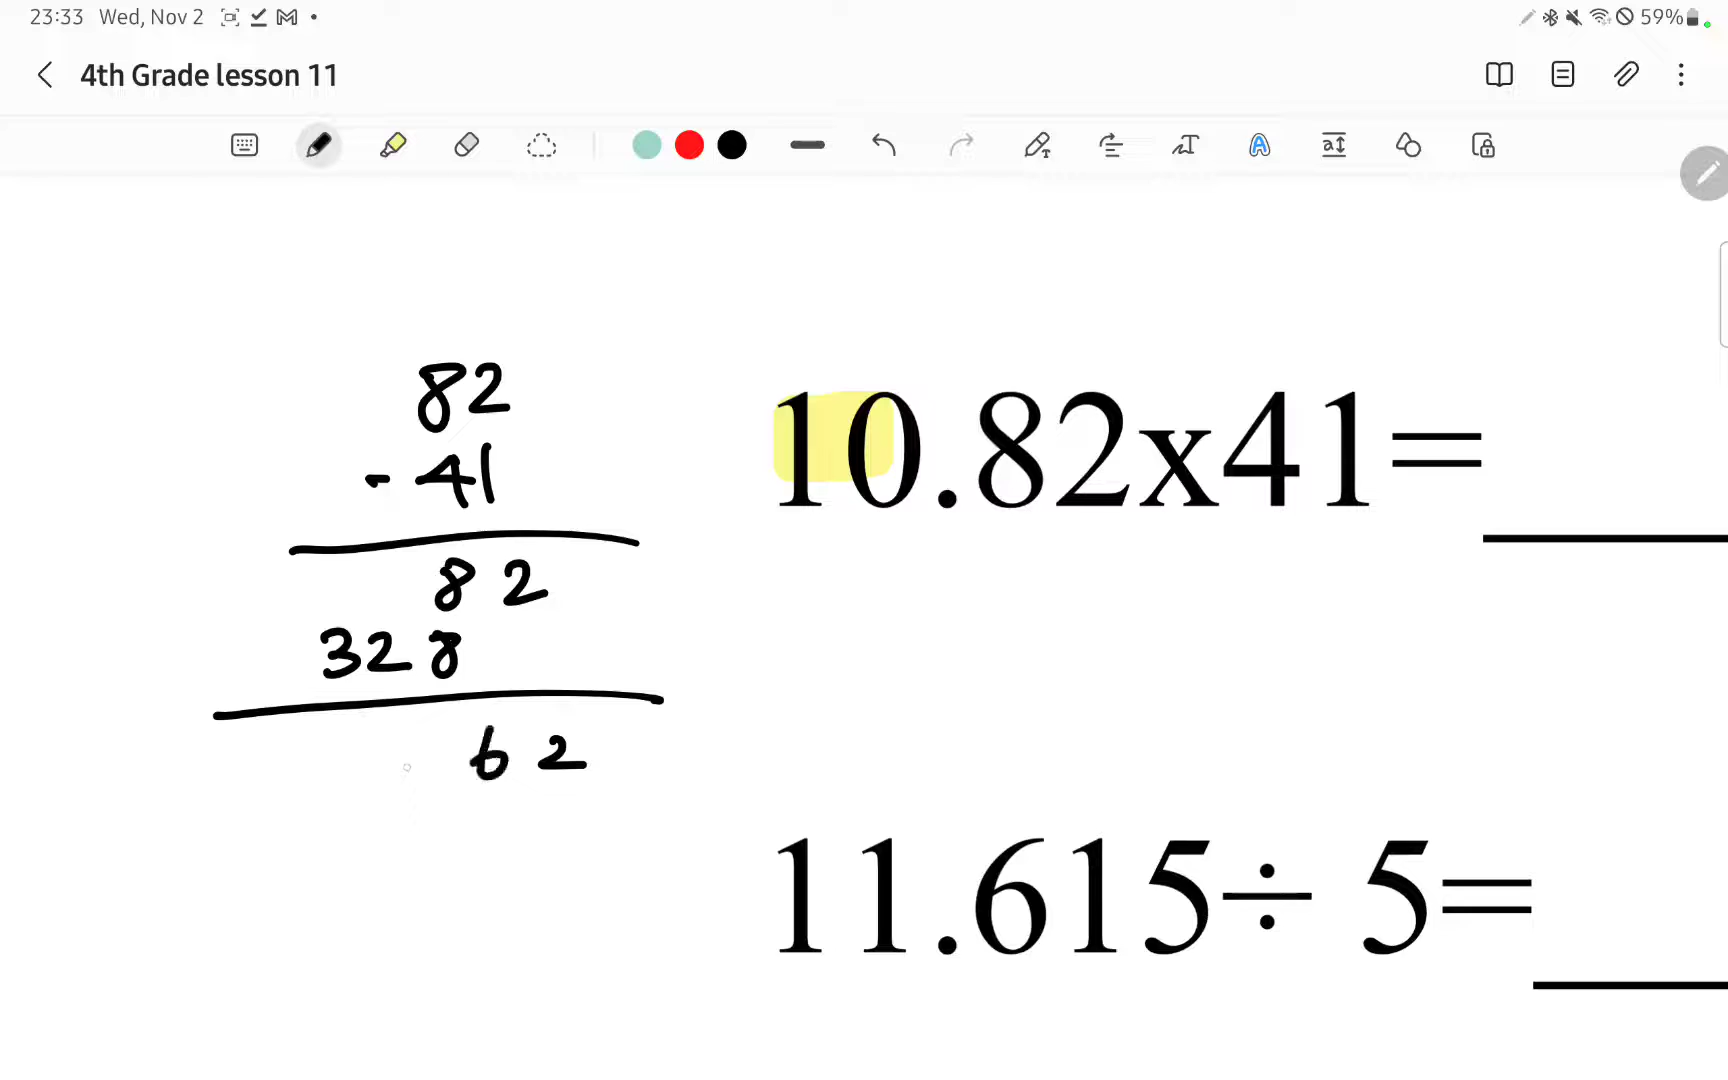 23:33 Wed, Nov 2
59%
4th Grade lesson 11
82
- 41
82
328
62
10.82x41=
11.615÷ 5=